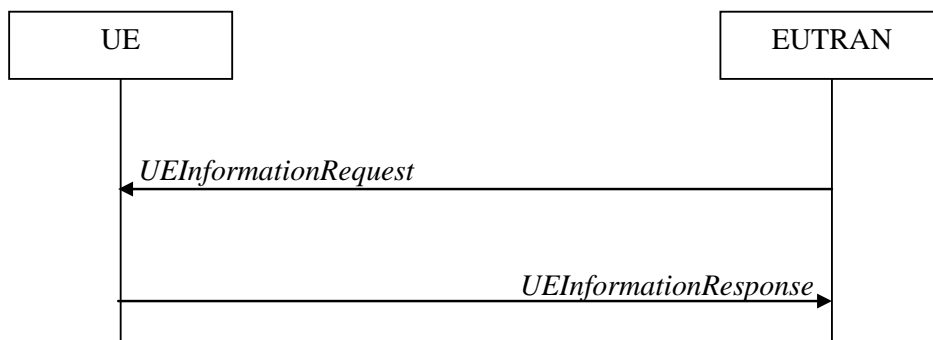 UE
EUTRAN
UEInformationRequest
UEInformationResponse